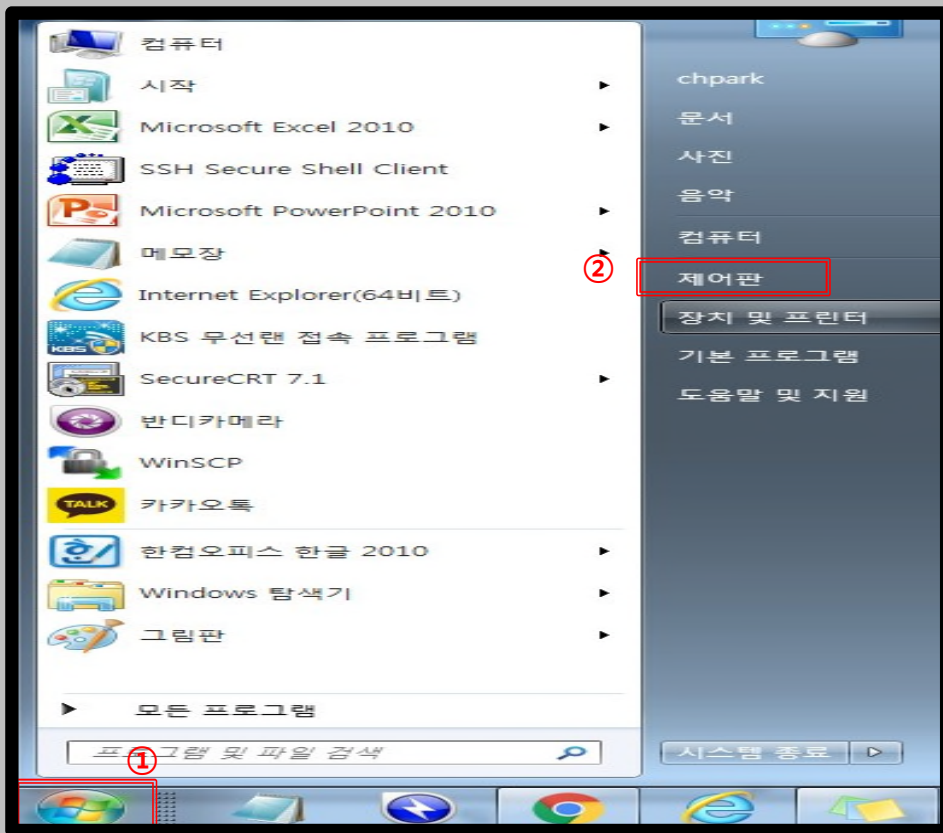 컴퓨터
시작
Microsoft Excel 2010
SSH Secure Shell Client
Microsoft PowerPoint 2010
메모장
Internet Explorer(64비트)
KBS 무선랜 접속 프로그램
SecureCRT 7.1
반디카메라
WinSCP
TALK
카카오톡
한컴오피스 한글 2010
Windows 탐색기
그림판
모든 프로그램
프로그램 및 파일 검색
①
chpark
문서
사진
음악
컴퓨터
②
제어판
장치 및 프린터
기본 프로그램
도움말 및 지원
시스템 종료